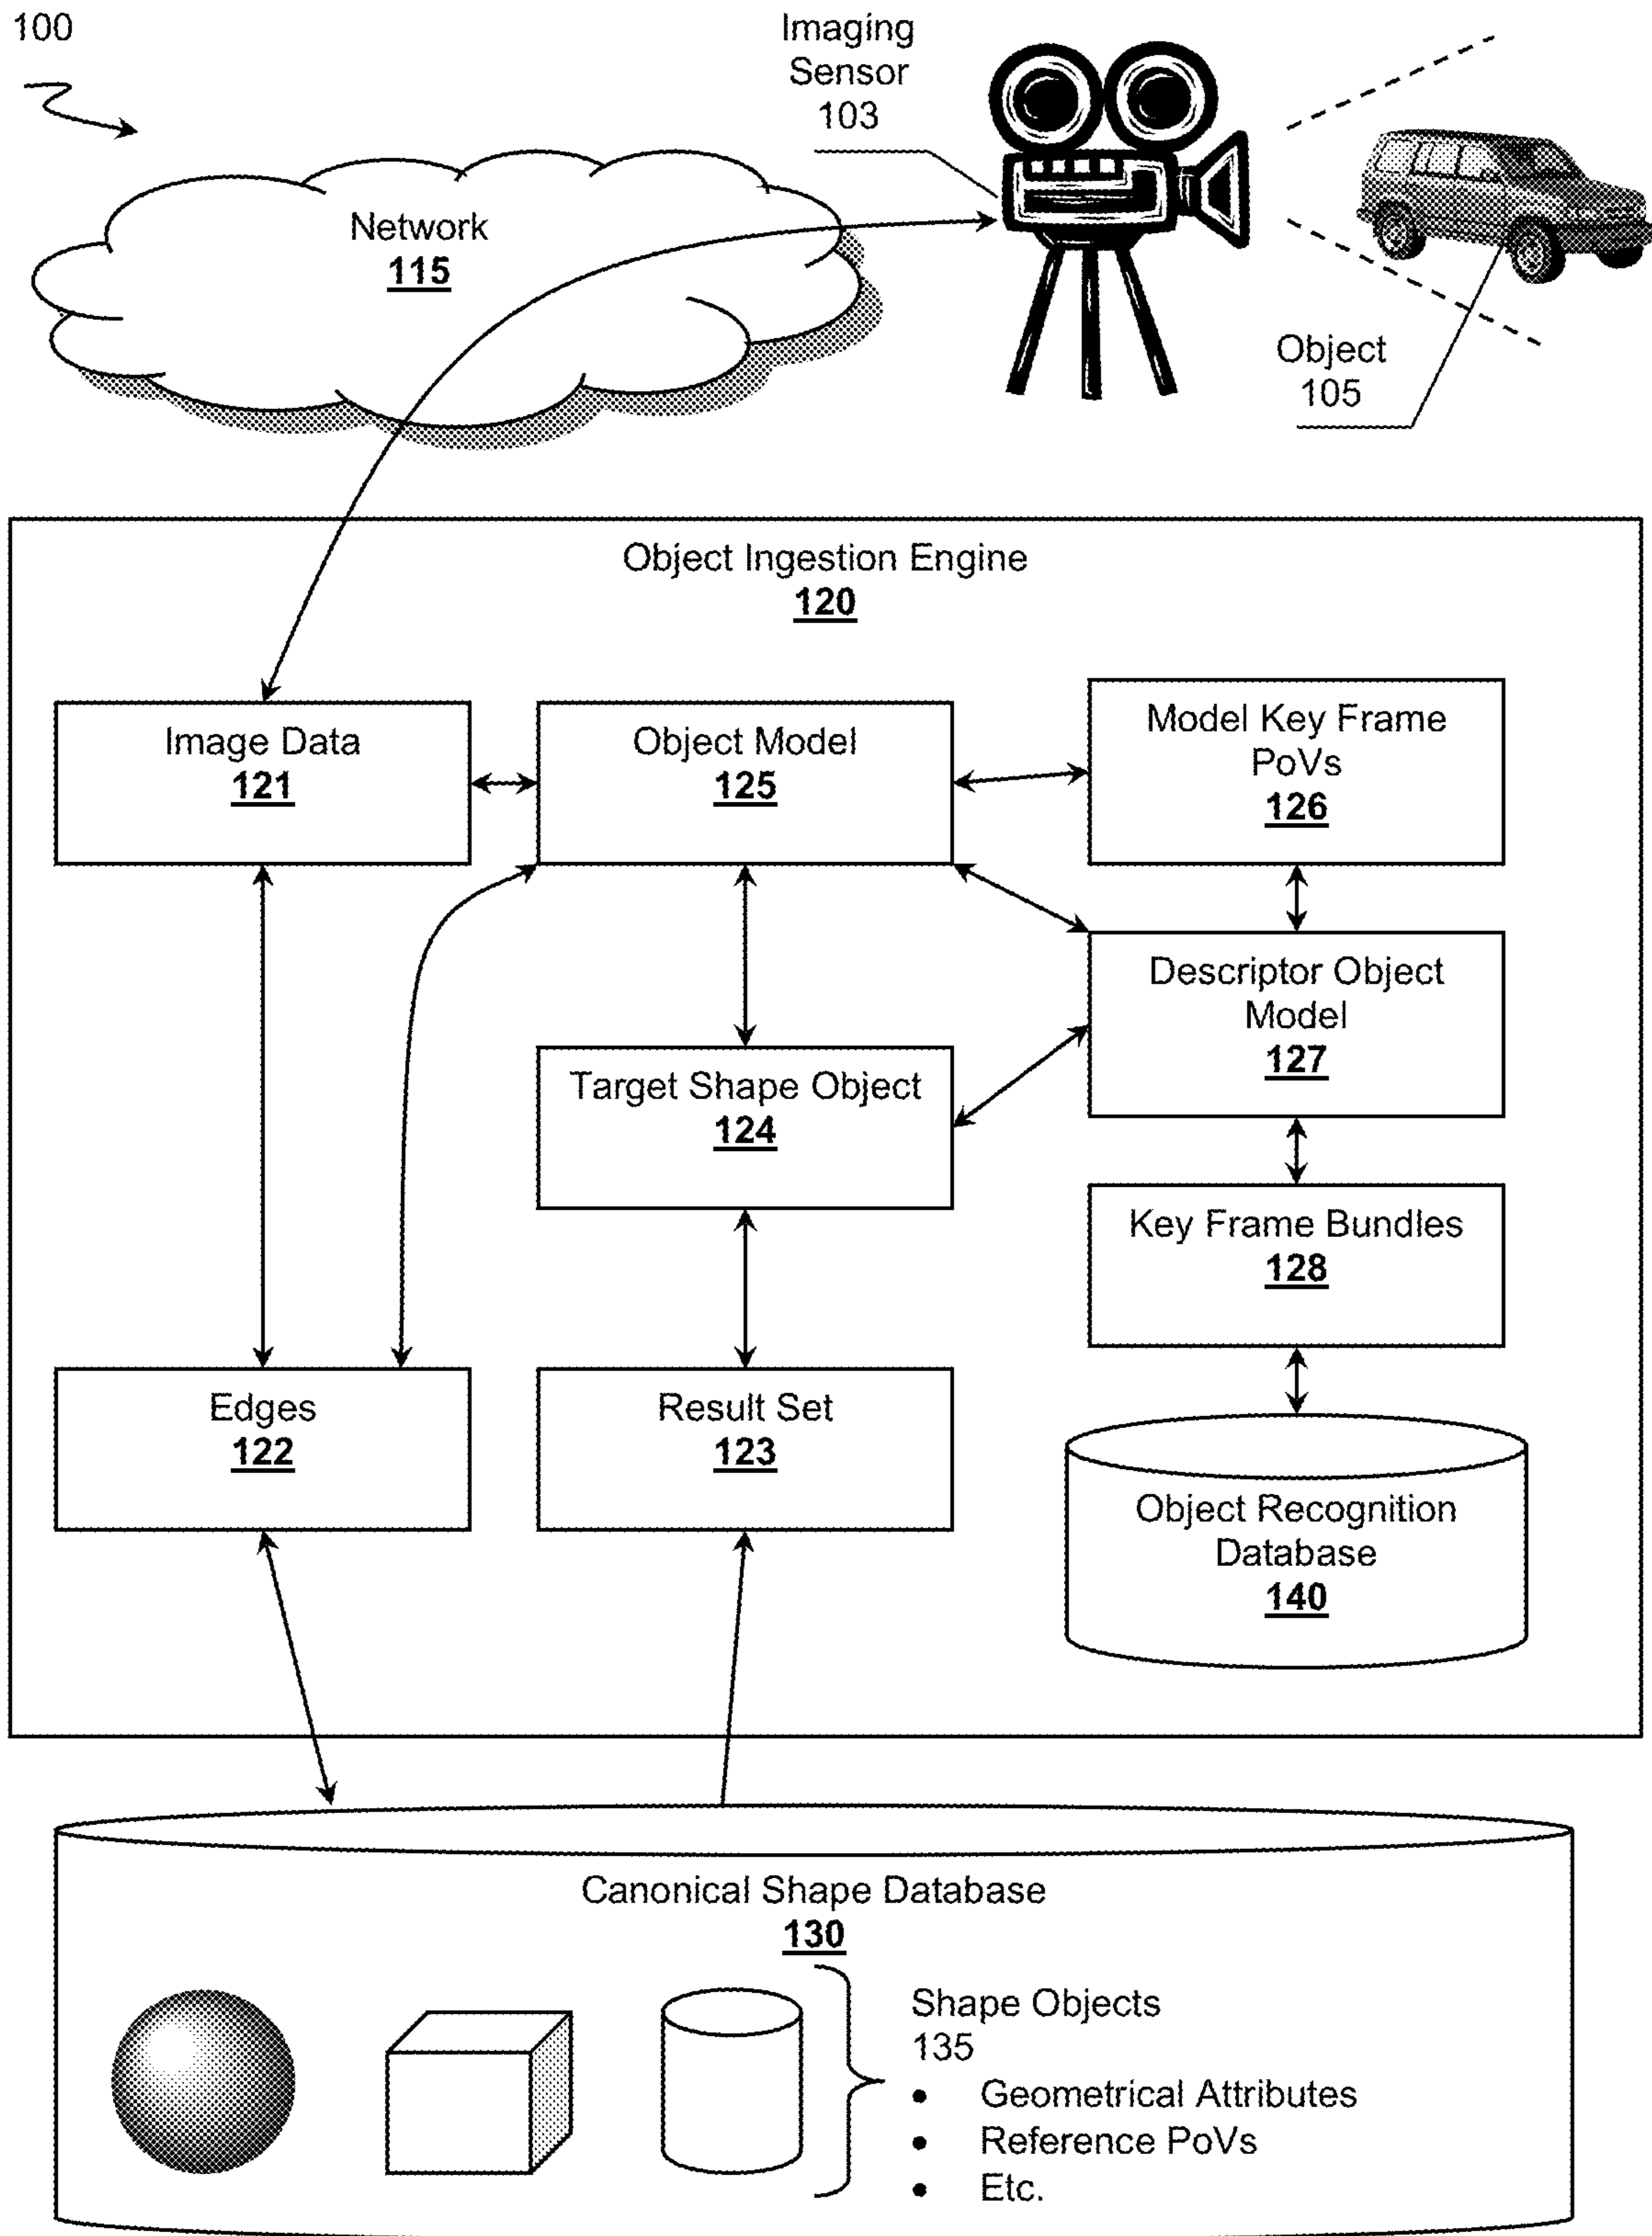 100
Imaging
Sensor
103
Network
115
Object
105
Object Ingestion Engine
120
Image Data
121
Object Model
125
Model Key Frame
PoVs
126
Descriptor Object
Model
127
Target Shape Object
124
Key Frame Bundles
128
Edges
122
Result Set
123
Object Recognition
Database
140
Canonical Shape Database
130
Shape Objects
135
• Geometrical Attributes
• Reference PoVs
• Etc.